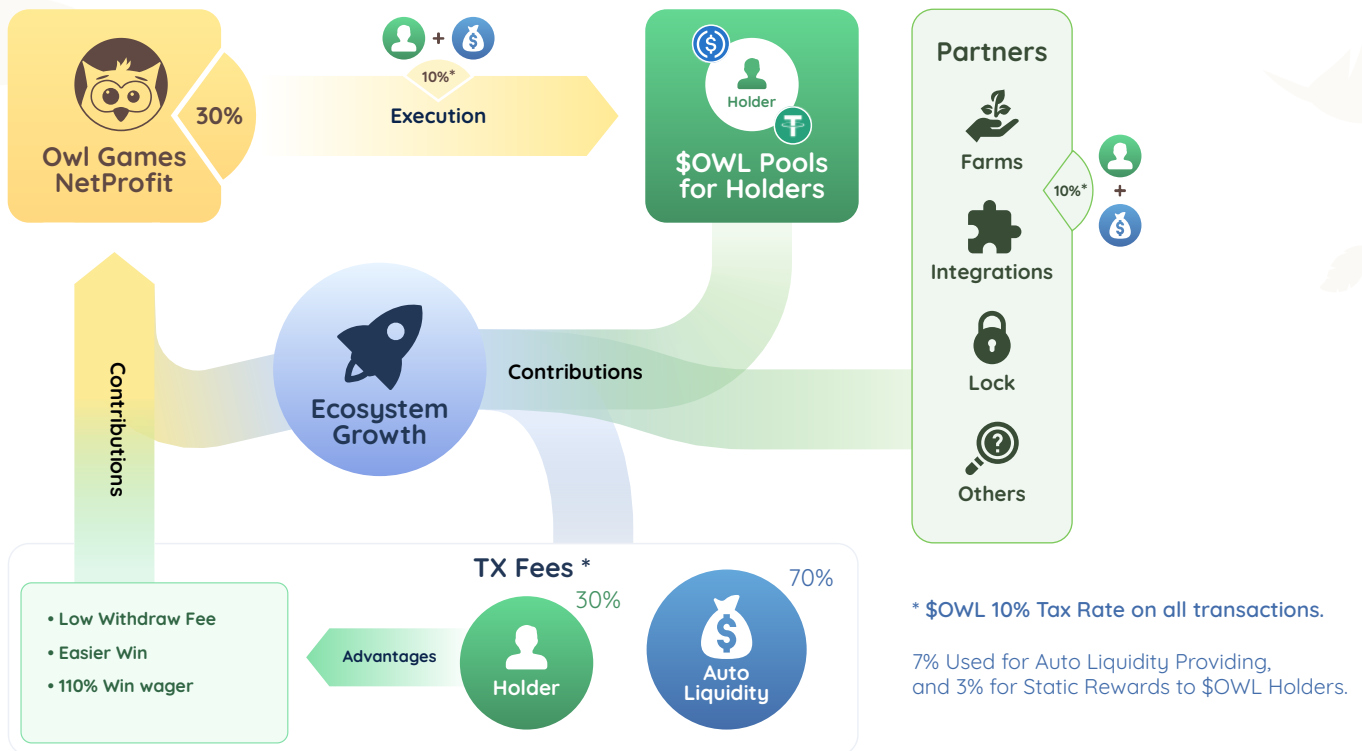 30%
Owl Games
NetProfit
+
10%*
Execution
Holder
$OWL Pools
for Holders
Partners
Farms
10%*
+
Integrations
Lock
Others
Contributions
Ecosystem
Growth
Contributions
TX Fees *
30%
70%
• Low Withdraw Fee
• Easier Win
• 110% Win wager
Advantages
Holder
Auto
Liquidity
* $OWL 10% Tax Rate on all transactions.
7% Used for Auto Liquidity Providing,
and 3% for Static Rewards to $OWL Holders.